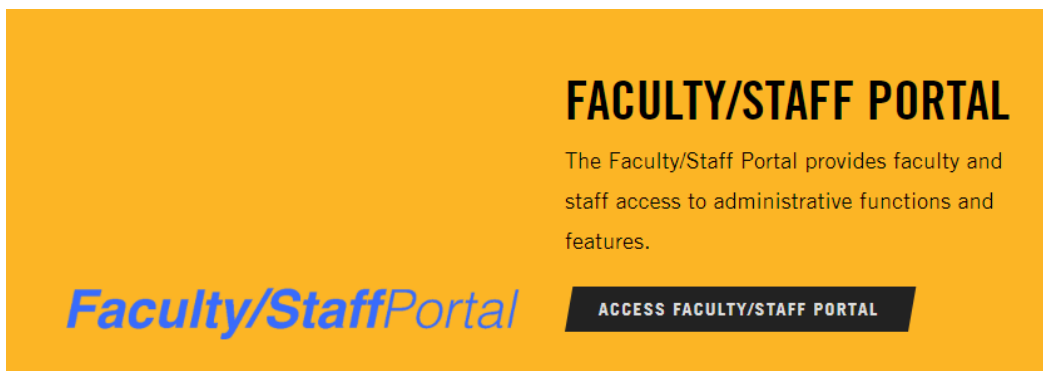 FACULTY/STAFF PORTAL
The Faculty/Staff Portal provides faculty and
staff access to administrative functions and
features.
Faculty/StaffPortal
ACCESS FACULTY/STAFF PORTAL